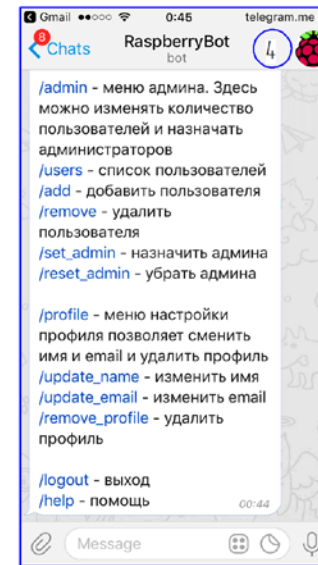 Gmail 0:45 telegram.me
8
Chats RaspberryBot 4
bot
/admin - меню админа. Здесь
можно изменять количество
пользователей и назначать
администраторов
/users - список пользователей
/add - добавить пользователя
/remove - удалить
пользователя
/set_admin - назначить админа
/reset_admin - убрать админа
/profile - меню настройки
профиля позволяет сменить
имя и email и удалить профиль
/update_name - изменить имя
/update_email - изменить email
/remove_profile - удалить
профиль
/logout - выход
/help - помощь 00:44
Message